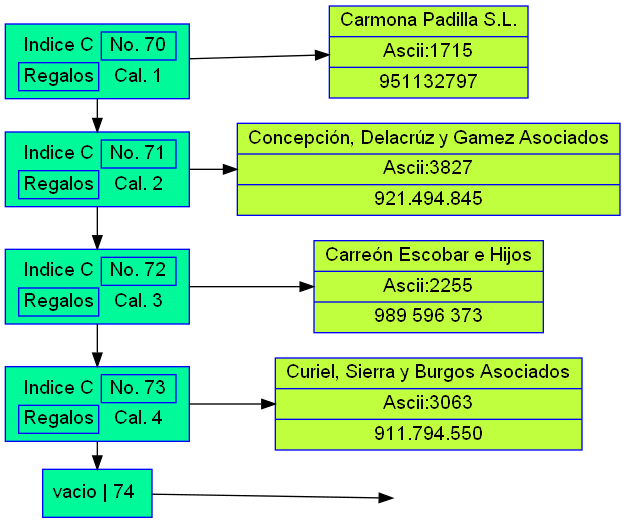 Indice C No. 70
Regalos Cal. 1
Carmona Padilla S.L.
Ascii:1715
951132797
Indice C No. 71
Regalos Cal. 2
Concepción, Delacrúz y Gamez Asociados
Ascii:3827
921.494.845
Indice C No. 72
Regalos Cal. 3
Carreón Escobar e Hijos
Ascii:2255
989 596 373
Indice C No. 73
Regalos Cal. 4
Curiel, Sierra y Burgos Asociados
Ascii:3063
911.794.550
vacio | 74